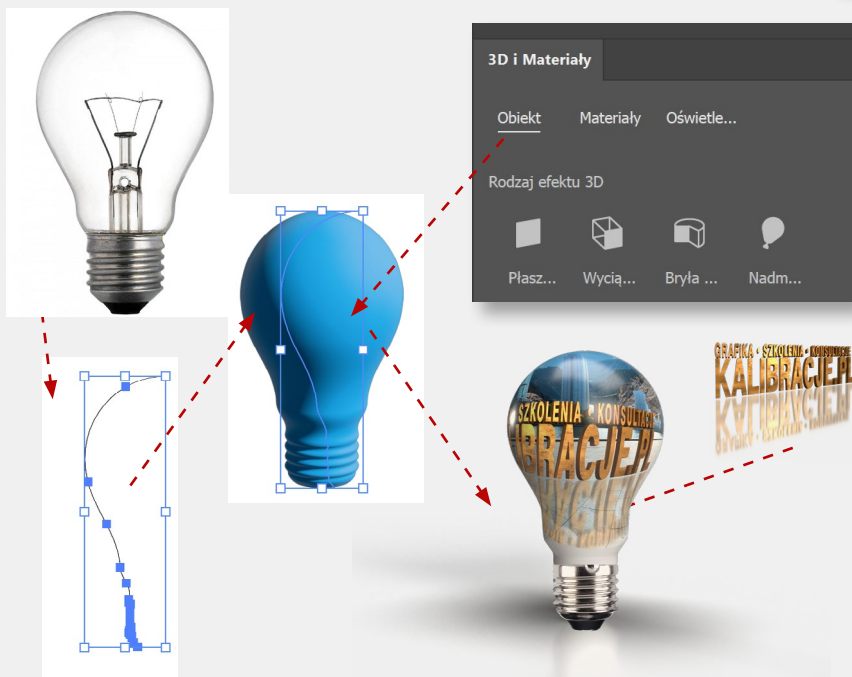 3D i Materiały
Obiekt Materiały Oświetle...
Rodzaj efektu 3D
Płasz... Wycią... Bryła ... Nadm...
GRAFIKA - SZKOLENIA - KONSULTACJE
KALIBRACJE.PL
SZKOLENIA - KONSULTACJ
IBRACJE.PL